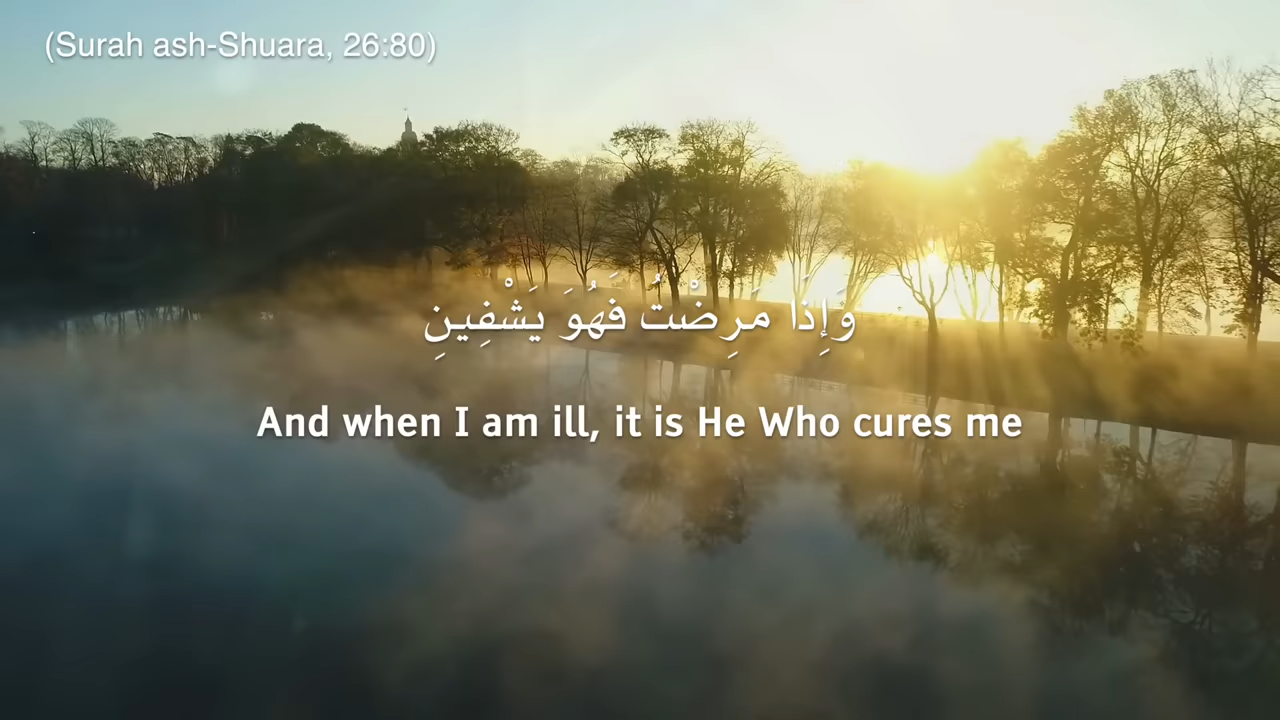 (Surah ash-Shuara, 26:80)
وَإِذَا مَرِضْتُ فَهُوَ يَشْفِينِ
And when I am ill, it is He Who cures me